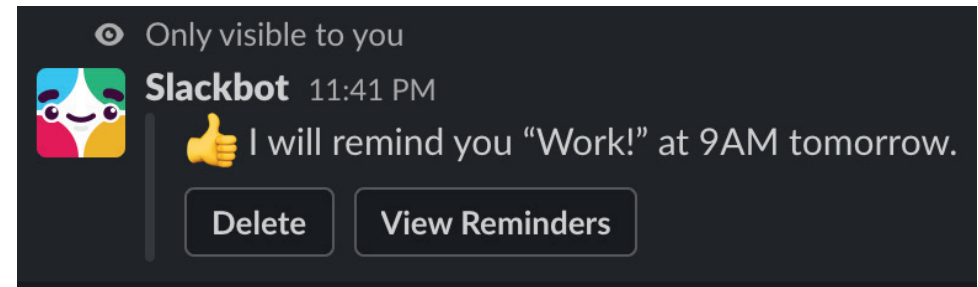 Only visible to you
Slackbot 11:41 PM
👍 I will remind you “Work!” at 9AM tomorrow.
Delete View Reminders